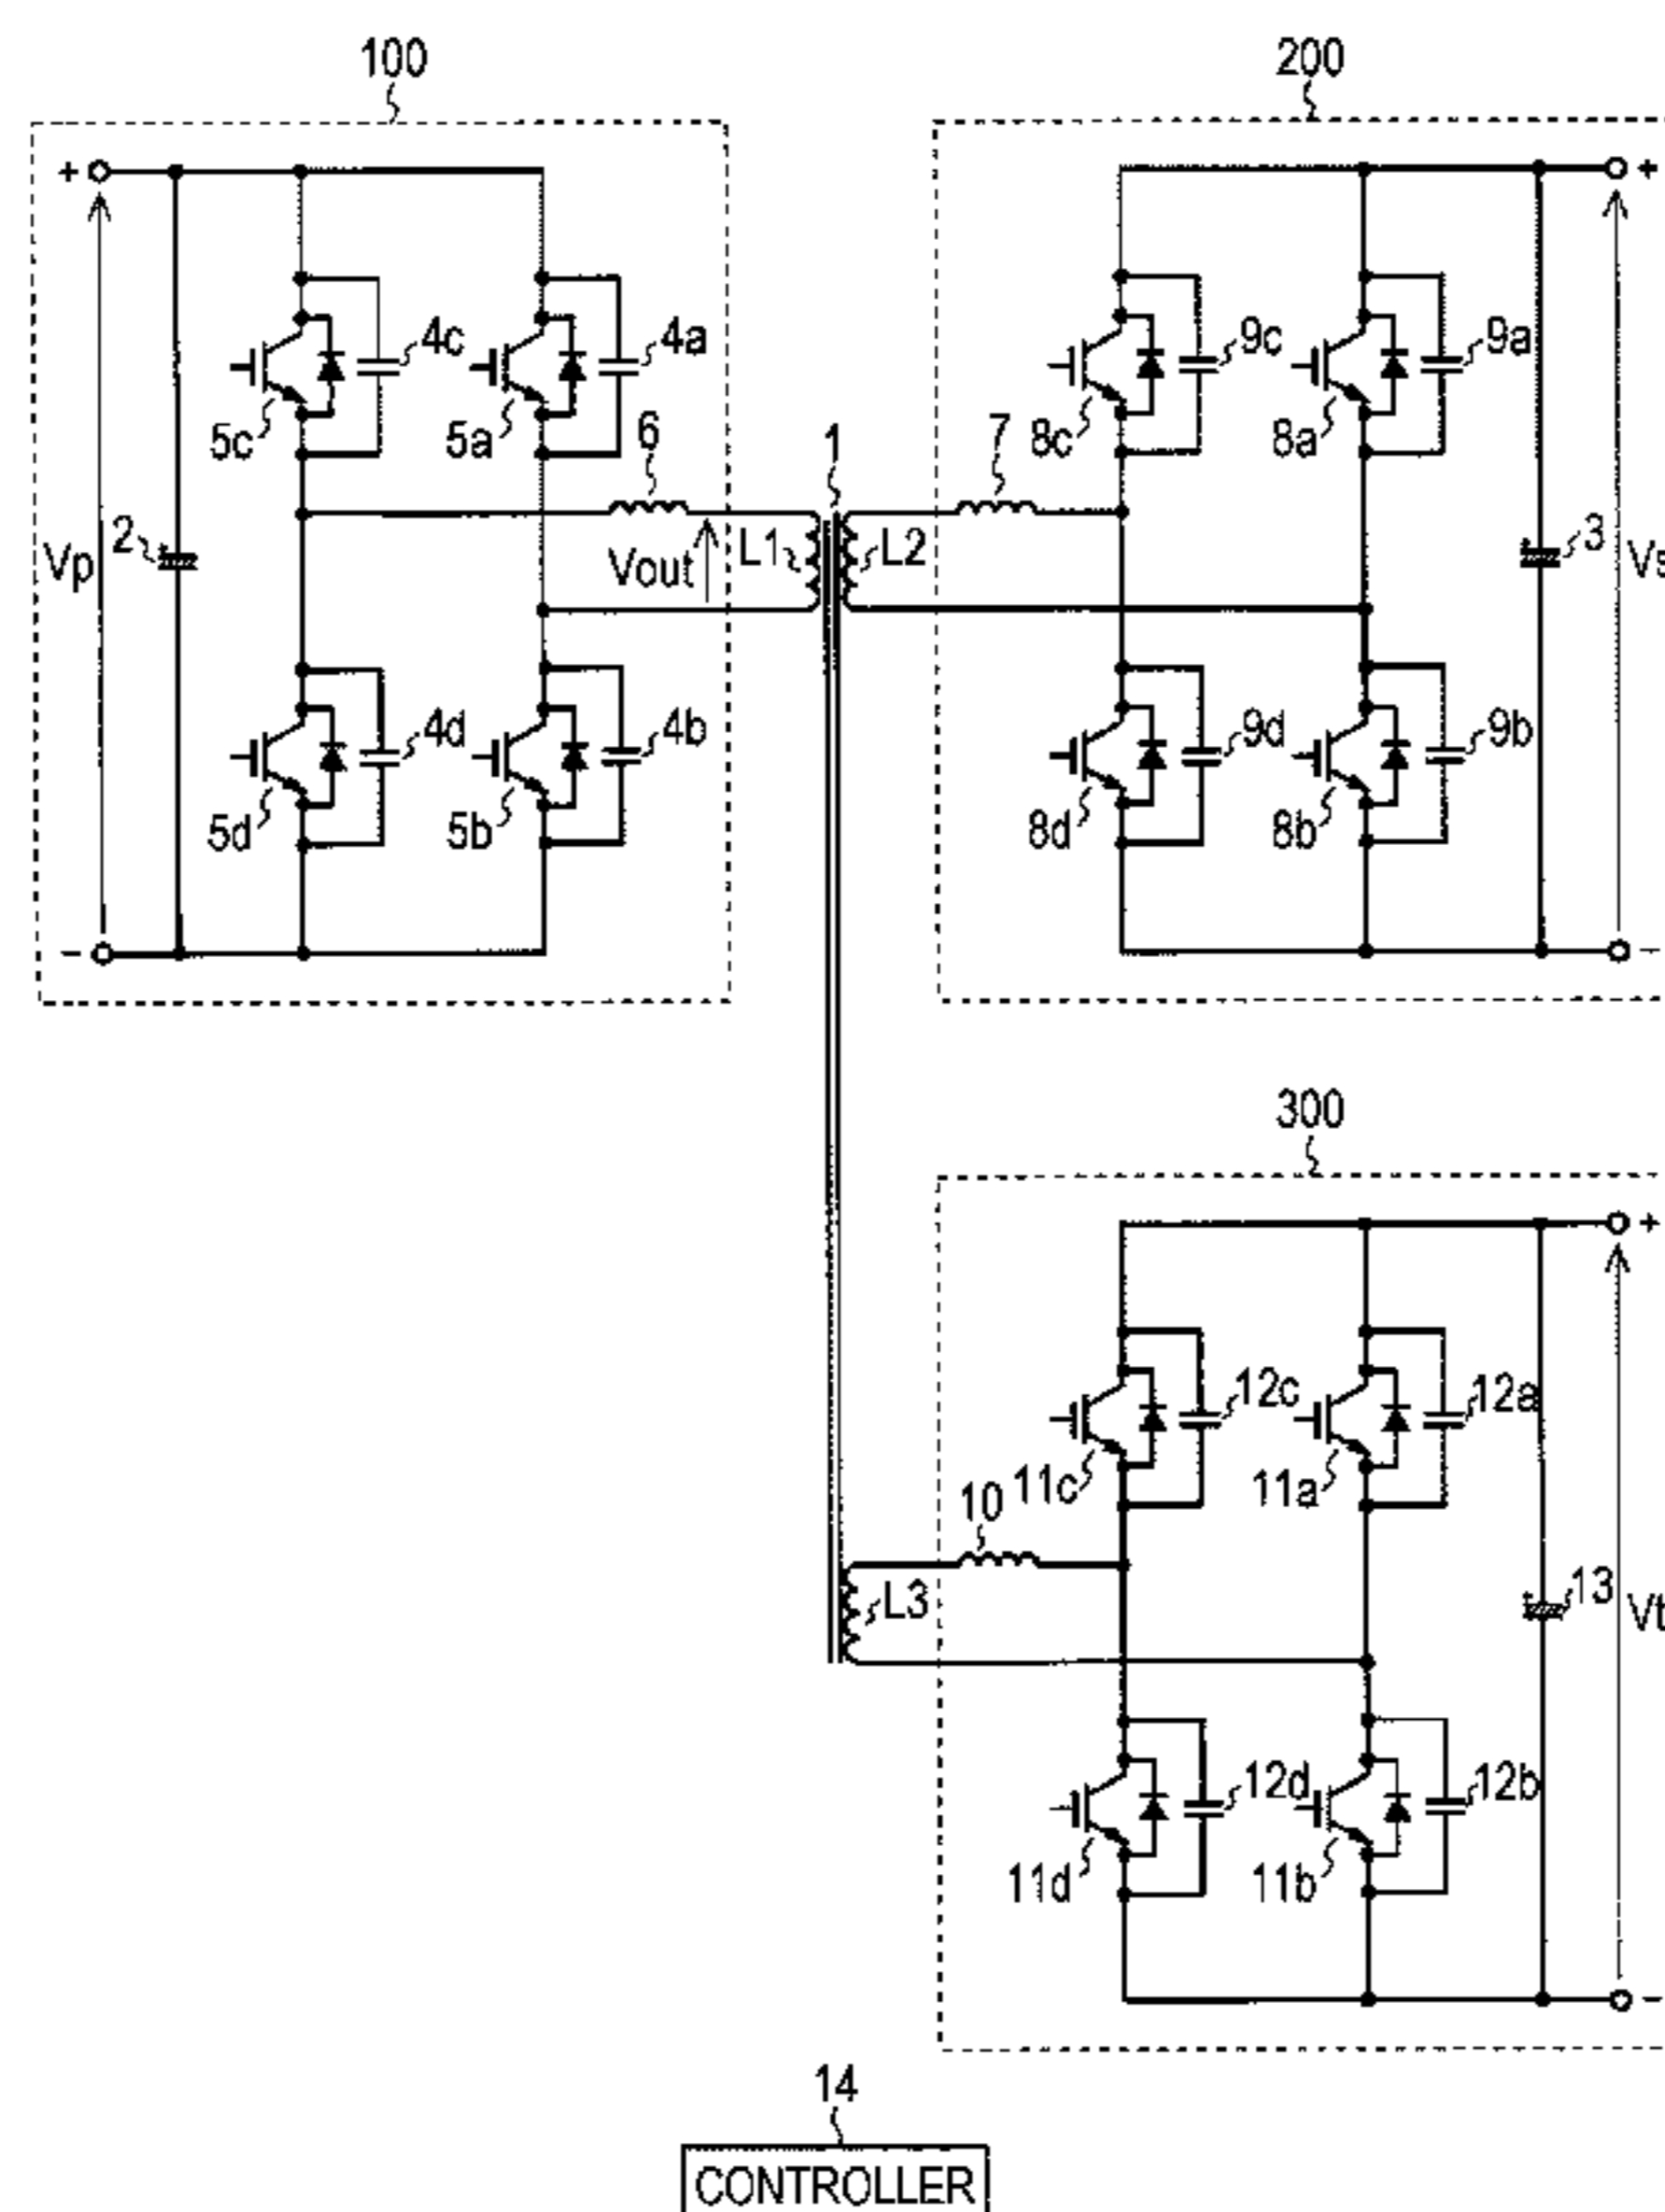 100
200
+
+
4c
4a
9c
9a
5c
5a
6
1
7
8c
8a
Vp
2
Vout
L1
L2
3
Vs
4d
4b
9d
9b
5d
5b
8d
8b
−
−
300
+
12c
12a
11c
11a
10
L3
13
Vt
12d
12b
11d
11b
−
14
CONTROLLER